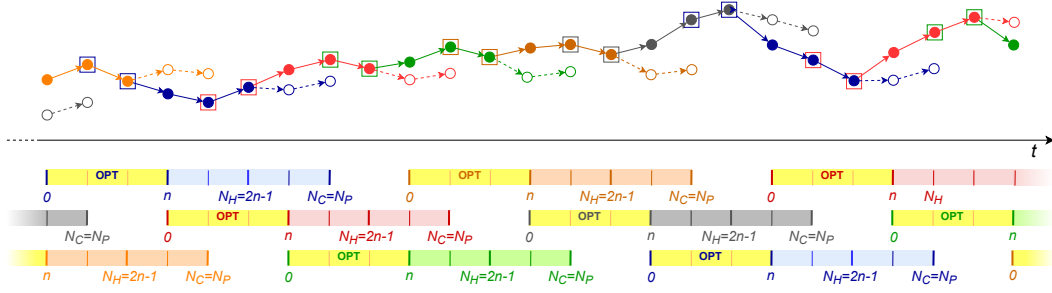 t
OPT OPT OPT
0 n N_H=2n-1 N_C=N_P 0 n N_H=2n-1 N_C=N_P 0 n N_H
OPT OPT OPT
N_C=N_P 0 n N_H=2n-1 N_C=N_P 0 n N_H=2n-1 N_C=N_P 0 n
OPT OPT
n N_H=2n-1 N_C=N_P 0 n N_H=2n-1 N_C=N_P 0 n N_H=2n-1 N_C=N_P 0